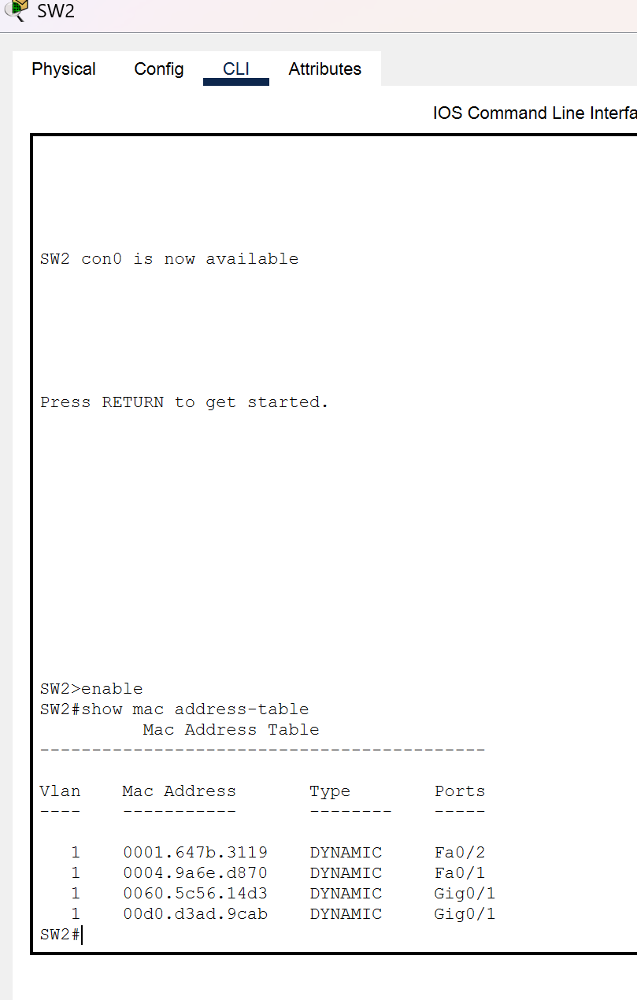 SW2
Physical Config CLI Attributes
IOS Command Line
SW2 con0 is now available
Press RETURN to get started.
SW2>enable
SW2#show mac address-table
Mac Address Table
-------------------------------------------
Vlan Mac Address Type Ports
---- ----------- -------- -----
1 0001.647b.3119 DYNAMIC Fa0/2
1 0004.9a6e.d870 DYNAMIC Fa0/1
1 0060.5c56.14d3 DYNAMIC Gig0/1
1 00d0.d3ad.9cab DYNAMIC Gig0/1
SW2#